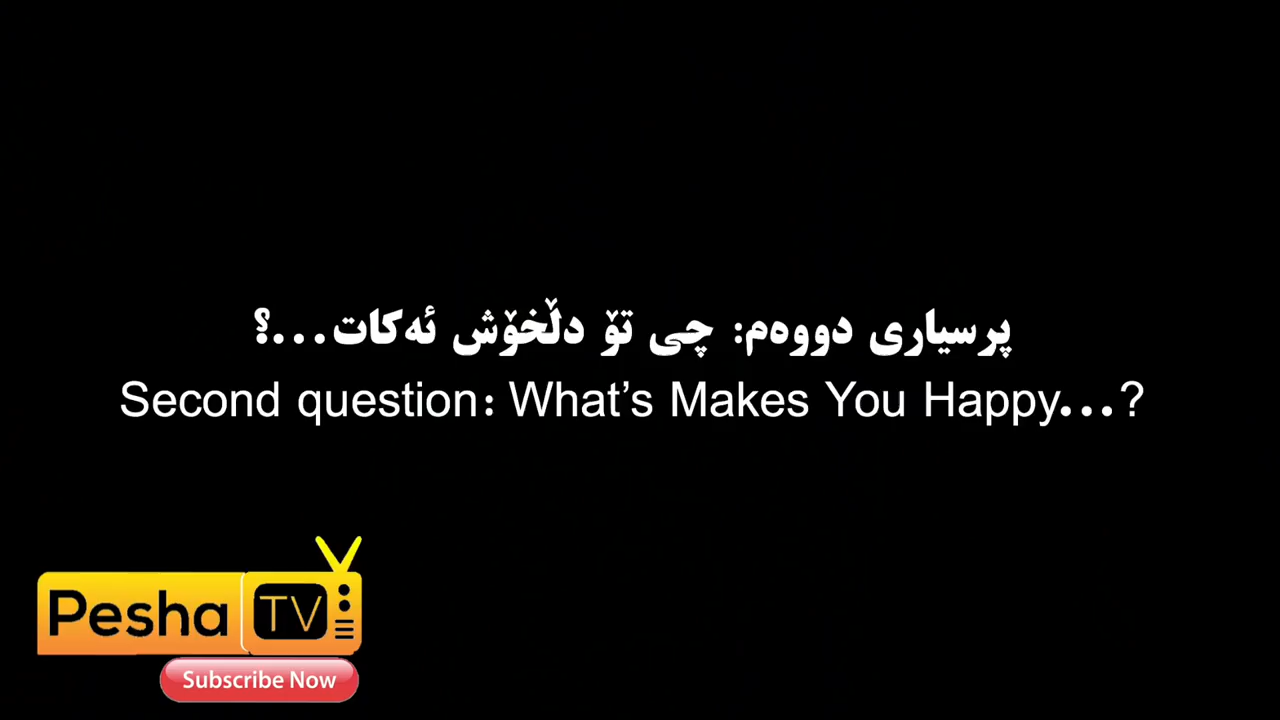 پرسیاری دووەم: چی تۆ دڵخۆش ئەکات...؟
Second question: What’s Makes You Happy...?
Pesha TV
Subscribe Now